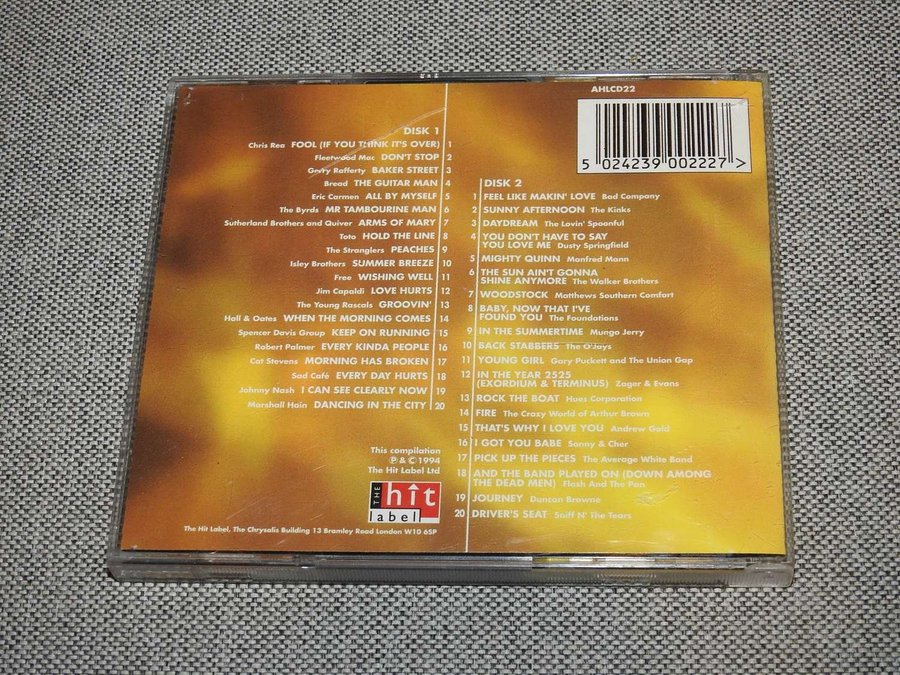 AHLCD22
5 024239 002227 >
DISK 1
Chris Rea FOOL (IF YOU THINK IT'S OVER) 1
Fleetwood Mac DON'T STOP 2
Gerry Rafferty BAKER STREET 3
Bread THE GUITAR MAN 4
Eric Carmen ALL BY MYSELF 5
The Byrds MR TAMBOURINE MAN 6
Sutherland Brothers and Quiver ARMS OF MARY 7
Toto HOLD THE LINE 8
The Stranglers PEACHES 9
Isley Brothers SUMMER BREEZE 10
Free WISHING WELL 11
Jim Capaldi LOVE HURTS 12
The Young Rascals GROOVIN' 13
Hall & Oates WHEN THE MORNING COMES 14
Spencer Davis Group KEEP ON RUNNING 15
Robert Palmer EVERY KINDA PEOPLE 16
Cat Stevens MORNING HAS BROKEN 17
Sad Café EVERY DAY HURTS 18
Johnny Nash I CAN SEE CLEARLY NOW 19
Marshall Hain DANCING IN THE CITY 20
This compilation
℗ & © 1994
The Hit Label Ltd
THE hit
label
The Hit Label, The Chrysalis Building 13 Bramley Road London W10 6SP
DISK 2
1 FEEL LIKE MAKIN' LOVE Bad Company
2 SUNNY AFTERNOON The Kinks
3 DAYDREAM The Lovin' Spoonful
4 YOU DON'T HAVE TO SAY
YOU LOVE ME Dusty Springfield
5 MIGHTY QUINN Manfred Mann
6 THE SUN AIN'T GONNA
SHINE ANYMORE The Walker Brothers
7 WOODSTOCK Matthews Southern Comfort
8 BABY, NOW THAT I'VE
FOUND YOU The Foundations
9 IN THE SUMMERTIME Mungo Jerry
10 BACK STABBERS The O'Jays
11 YOUNG GIRL Gary Puckett and The Union Gap
12 IN THE YEAR 2525
(EXORDIUM & TERMINUS) Zager & Evans
13 ROCK THE BOAT Hues Corporation
14 FIRE The Crazy World of Arthur Brown
15 THAT'S WHY I LOVE YOU Andrew Gold
16 I GOT YOU BABE Sonny & Cher
17 PICK UP THE PIECES The Average White Band
18 AND THE BAND PLAYED ON (DOWN AMONG
THE DEAD MEN) Flash And The Pan
19 JOURNEY Duncan Browne
20 DRIVER'S SEAT Sniff N' The Tears